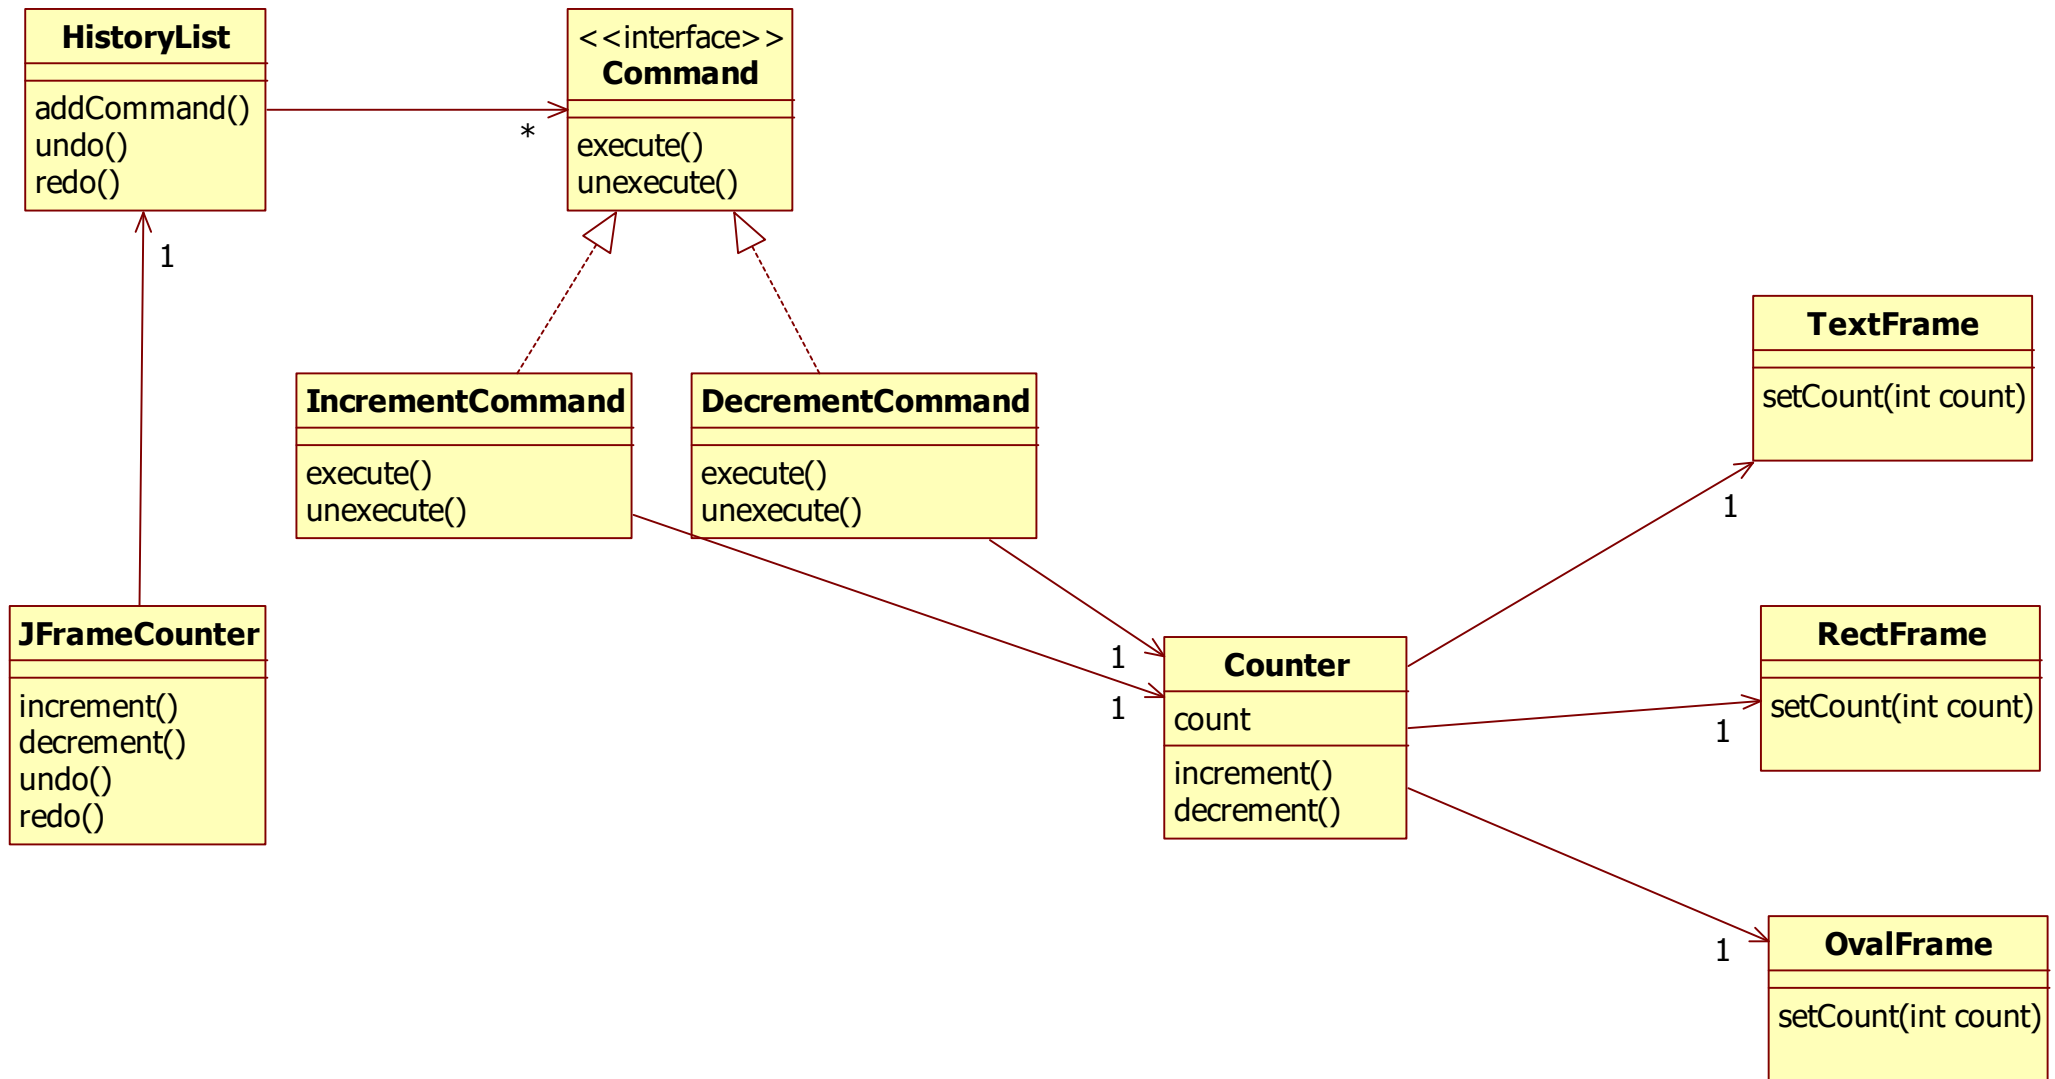 HistoryList
addCommand()
undo()
redo()
<<interface>>
Command
execute()
unexecute()
*
1
IncrementCommand
execute()
unexecute()
DecrementCommand
execute()
unexecute()
TextFrame
setCount(int count)
1
JFrameCounter
increment()
decrement()
undo()
redo()
1
1
Counter
count
increment()
decrement()
RectFrame
setCount(int count)
1
OvalFrame
setCount(int count)
1